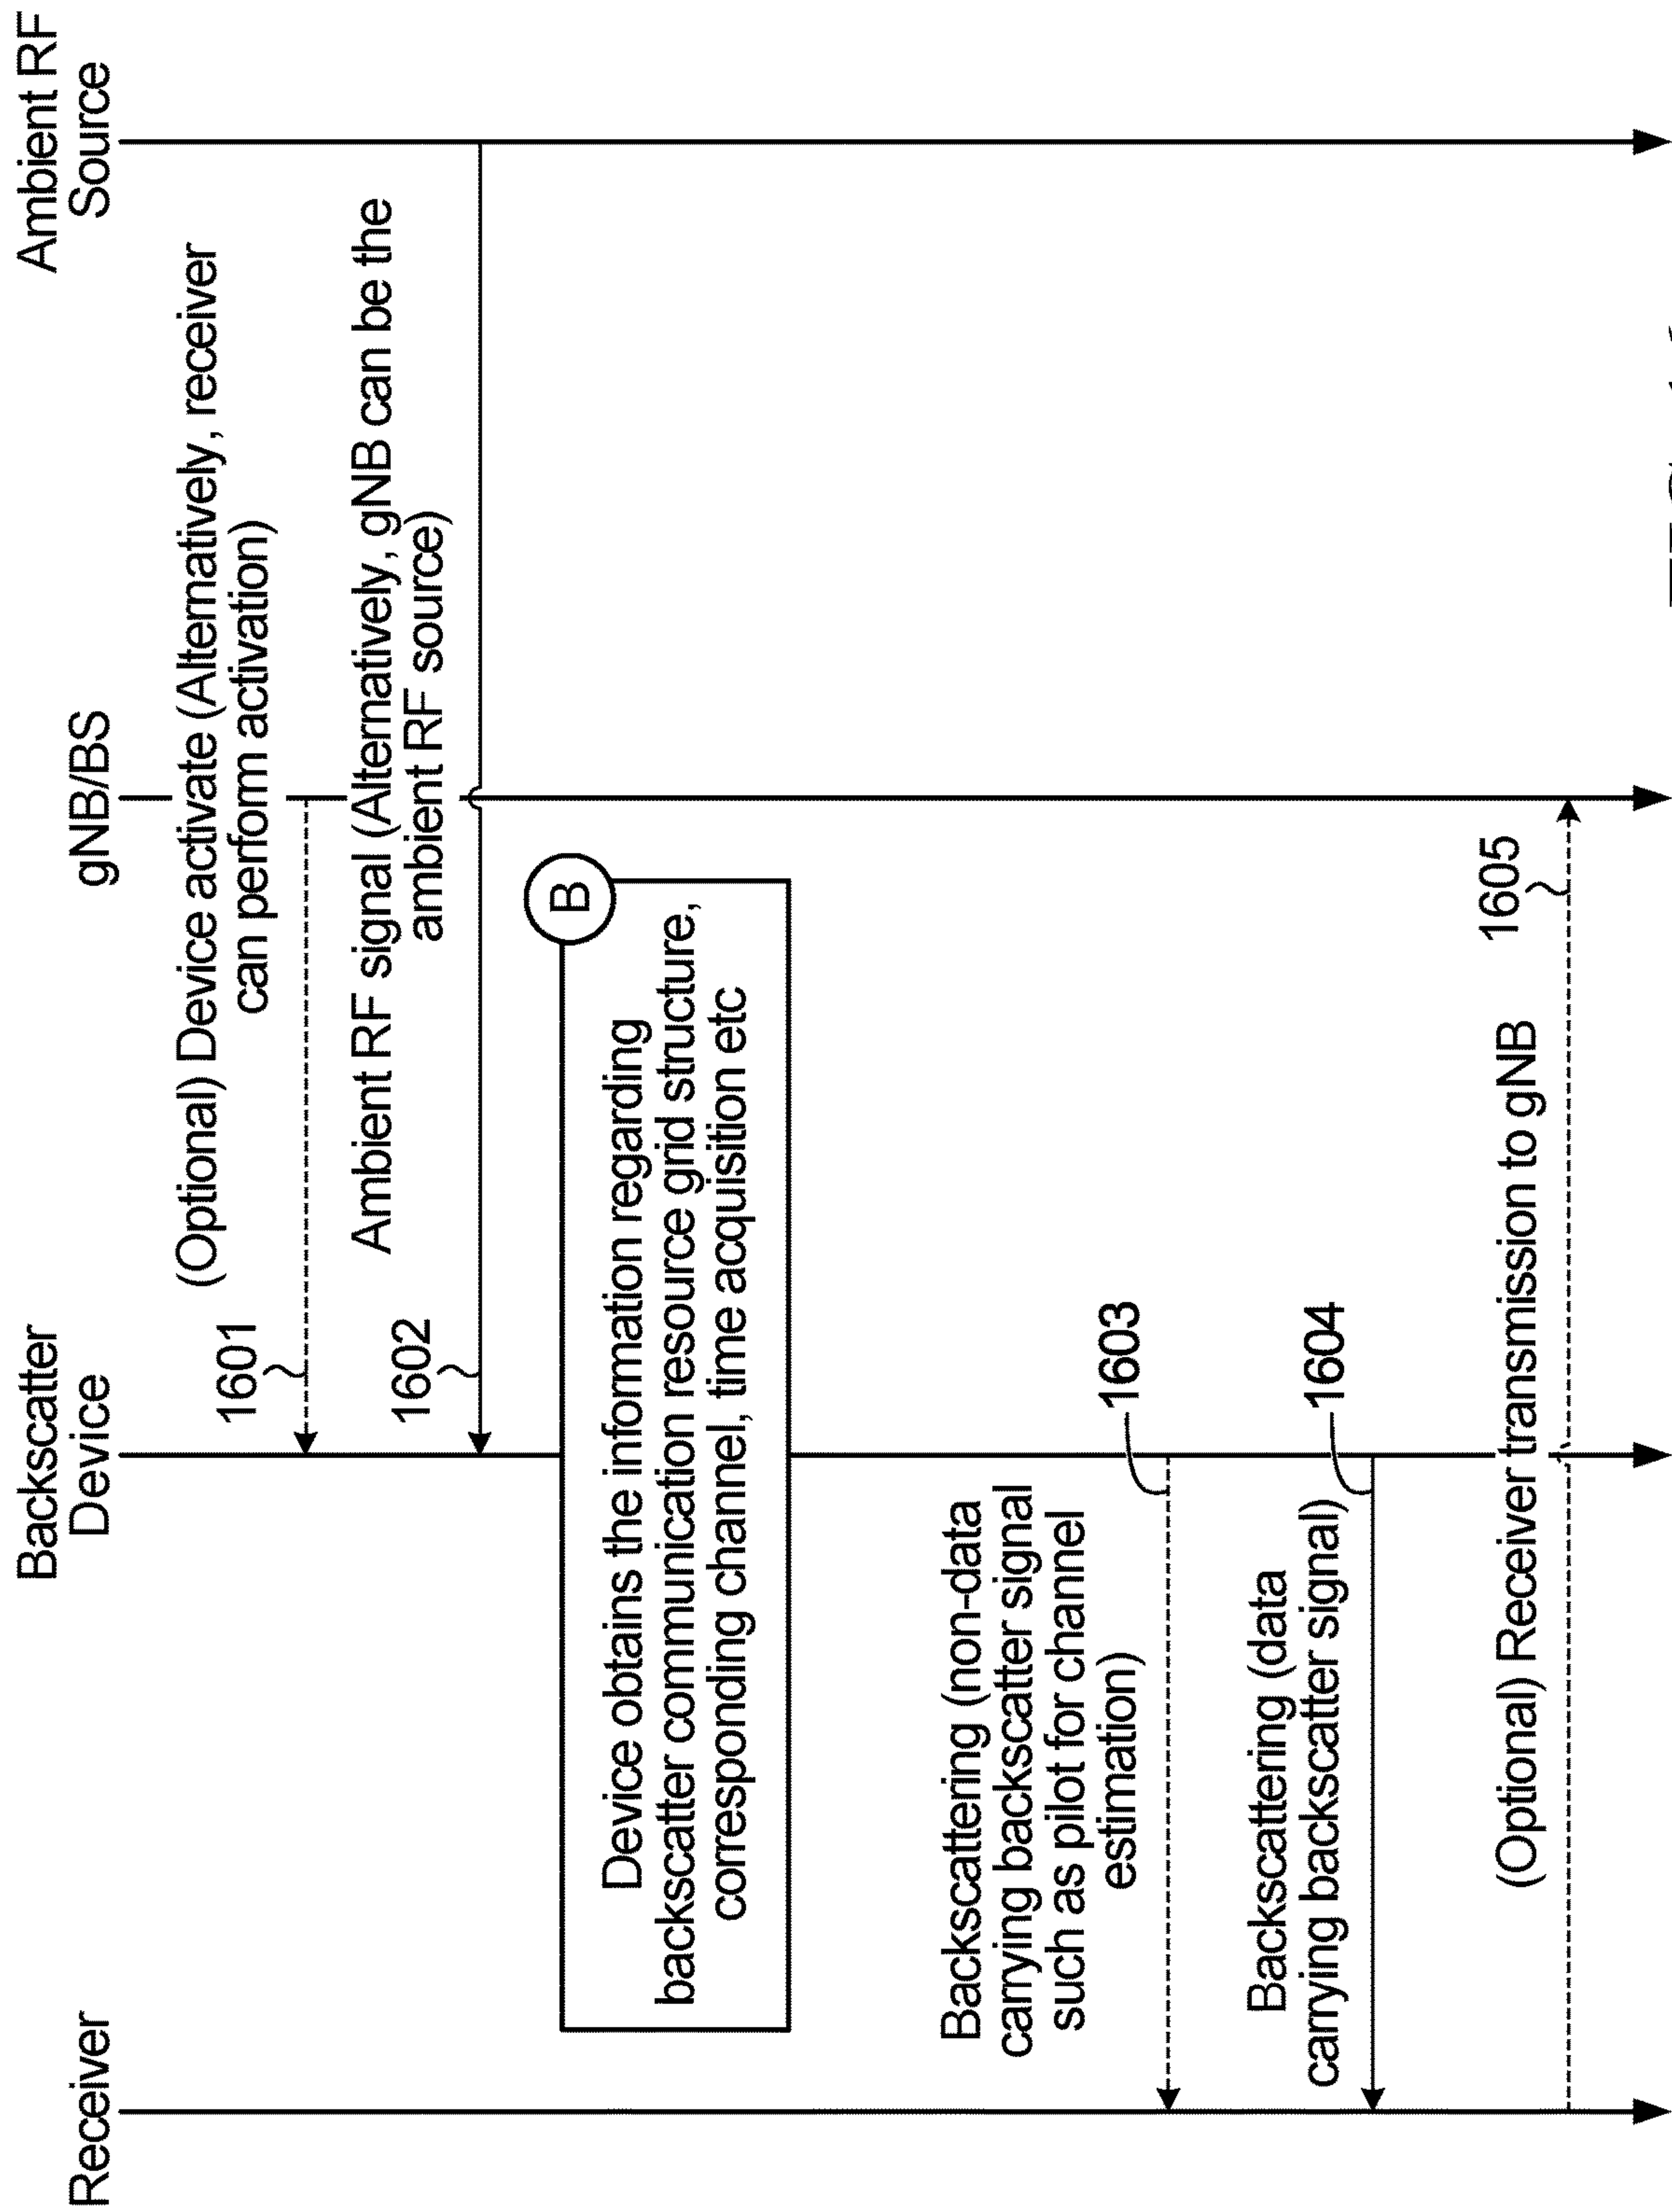 Receiver
Backscatter
Device
gNB/BS
Ambient RF
Source
(Optional) Device activate (Alternatively, receiver
can perform activation)
1601
Ambient RF signal (Alternatively, gNB can be the
ambient RF source)
1602
B
Device obtains the information regarding
backscatter communication resource grid structure,
corresponding channel, time acquisition etc
Backscattering (non-data
carrying backscatter signal
such as pilot for channel
estimation)
1603
Backscattering (data
carrying backscatter signal)
1604
(Optional) Receiver transmission to gNB
1605